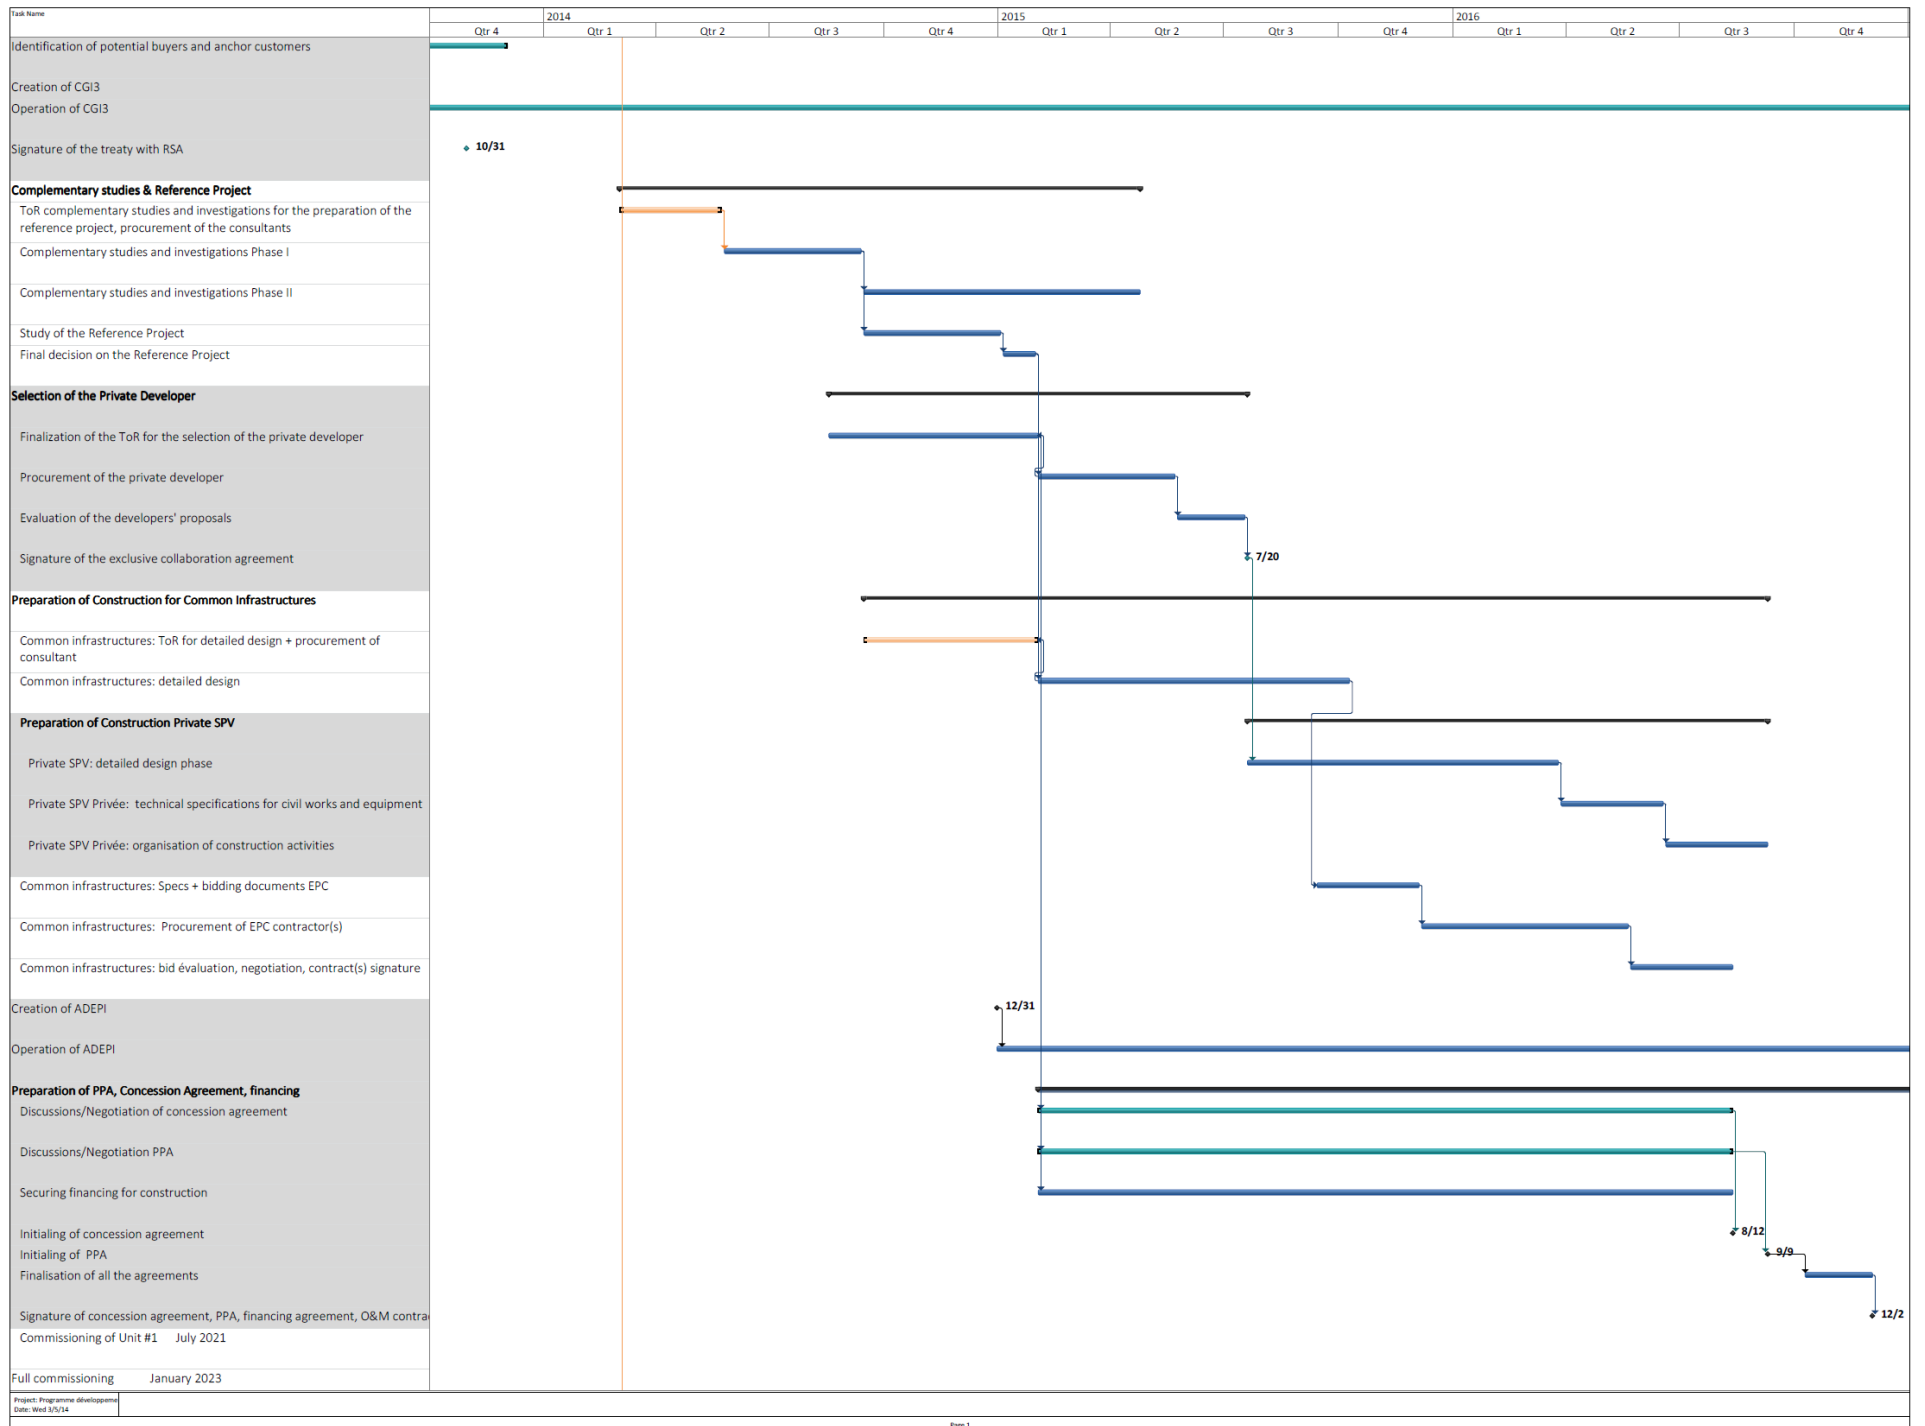 Task Name
2014
2015
2016
Qtr 4
Qtr 1
Qtr 2
Qtr 3
Qtr 4
Qtr 1
Qtr 2
Qtr 3
Qtr 4
Qtr 1
Qtr 2
Qtr 3
Qtr 4
Identification of potential buyers and anchor customers
Creation of CGI3
Operation of CGI3
Signature of the treaty with RSA
10/31
Complementary studies & Reference Project
ToR complementary studies and investigations for the preparation of the
reference project, procurement of the consultants
Complementary studies and investigations Phase I
Complementary studies and investigations Phase II
Study of the Reference Project
Final decision on the Reference Project
Selection of the Private Developer
Finalization of the ToR for the selection of the private developer
Procurement of the private developer
Evaluation of the developers' proposals
Signature of the exclusive collaboration agreement
7/20
Preparation of Construction for Common Infrastructures
Common infrastructures: ToR for detailed design + procurement of
consultant
Common infrastructures: detailed design
Preparation of Construction Private SPV
Private SPV: detailed design phase
Private SPV Privée: technical specifications for civil works and equipment
Private SPV Privée: organisation of construction activities
Common infrastructures: Specs + bidding documents EPC
Common infrastructures: Procurement of EPC contractor(s)
Common infrastructures: bid évaluation, negotiation, contract(s) signature
Creation of ADEPI
12/31
Operation of ADEPI
Preparation of PPA, Concession Agreement, financing
Discussions/Negotiation of concession agreement
Discussions/Negotiation PPA
Securing financing for construction
Initialing of concession agreement
8/12
Initialing of PPA
9/9
Finalisation of all the agreements
Signature of concession agreement, PPA, financing agreement, O&M contra
12/2
Commissioning of Unit #1 July 2021
Full commissioning January 2023
Project: Programme développeme
Date: Wed 3/5/14
Page 1